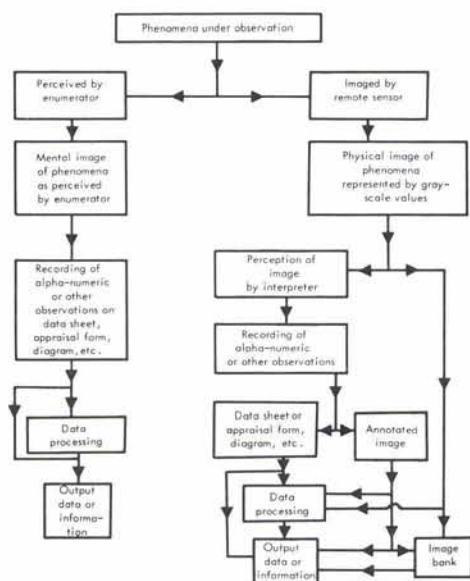 Phenomena under observation
Perceived by
enumerator
Imaged by
remote sensor
Mental image
of phenomena
as perceived
by enumerator
Physical image of
phenomena
represented by gray-
scale values
Recording of
alpha-numeric
or other
observations on
data sheet,
appraisal form,
diagram, etc.
Perception of
image
by interpreter
Recording of
alpha-numeric
or other observations
Data
processing
Data sheet or
appraisal form,
diagram, etc.
Annotated
image
Output
data or
informa-
tion
Data
processing
Output
data or
information
Image
bank